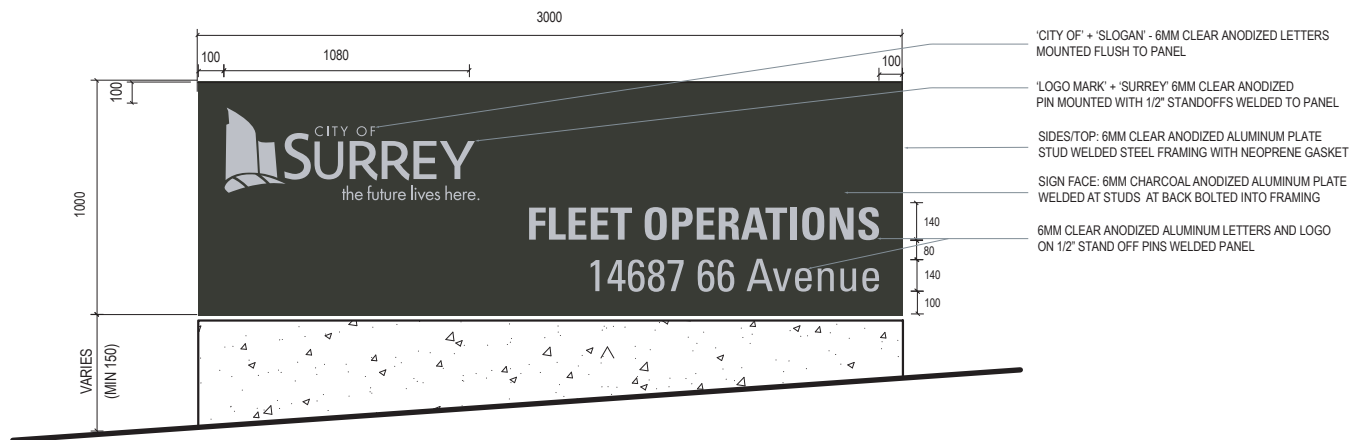 3000
100
1080
100
100
1000
CITY OF
SURREY
the future lives here.
FLEET OPERATIONS
14687 66 Avenue
140
80
140
100
VARIES
(MIN 150)
'CITY OF' + 'SLOGAN' - 6MM CLEAR ANODIZED LETTERS
MOUNTED FLUSH TO PANEL
'LOGO MARK' + 'SURREY' 6MM CLEAR ANODIZED
PIN MOUNTED WITH 1/2" STANDOFFS WELDED TO PANEL
SIDES/TOP: 6MM CLEAR ANODIZED ALUMINUM PLATE
STUD WELDED STEEL FRAMING WITH NEOPRENE GASKET
SIGN FACE: 6MM CHARCOAL ANODIZED ALUMINUM PLATE
WELDED AT STUDS AT BACK BOLTED INTO FRAMING
6MM CLEAR ANODIZED ALUMINUM LETTERS AND LOGO
ON 1/2" STAND OFF PINS WELDED PANEL